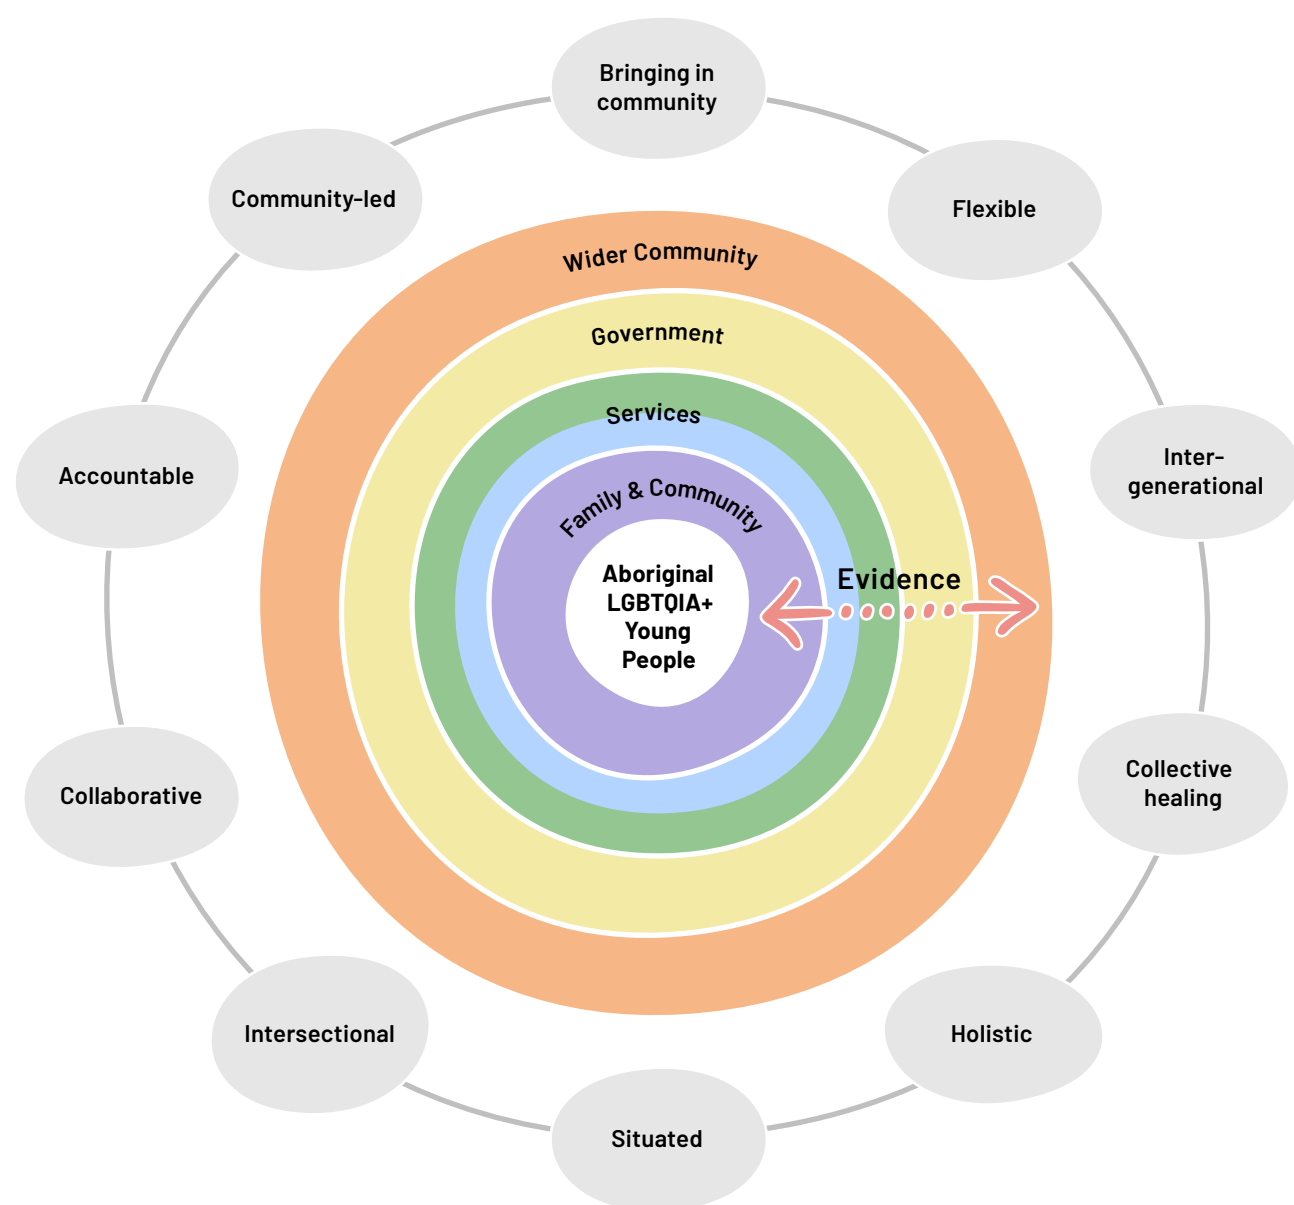 Bringing in
community
Community-led
Flexible
Wider Community
Government
Services
Accountable
Inter-
generational
Family & Community
Aboriginal
LGBTQIA+
Young
People
Evidence
Collaborative
Collective
healing
Intersectional
Holistic
Situated